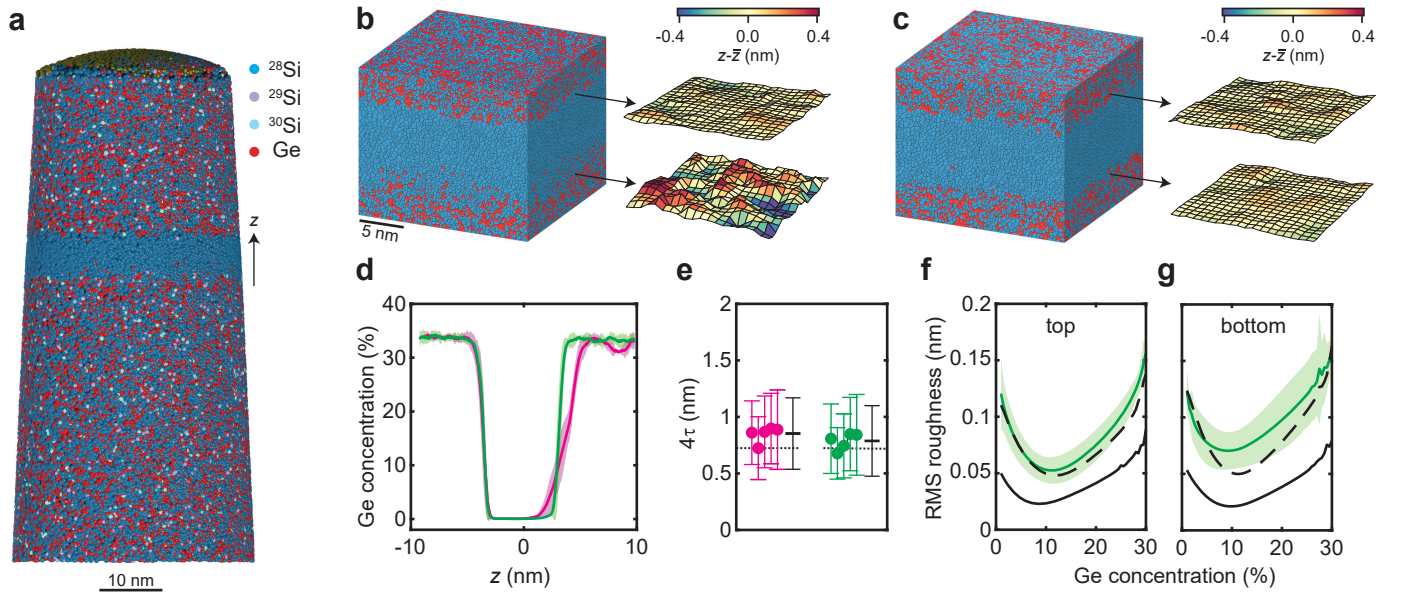 a
²⁸Si
²⁹Si
³⁰Si
Ge
z
10 nm
b
-0.4
0.0
0.4
z-z̅ (nm)
5 nm
c
-0.4
0.0
0.4
z-z̅ (nm)
d
Ge concentration (%)
40
30
20
10
0
-10
0
10
z (nm)
e
4τ (nm)
2
1.5
1
0.5
0
f
RMS roughness (nm)
0.2
0.15
0.1
0.05
0
top
0
10
20
30
g
bottom
0
10
20
30
Ge concentration (%)